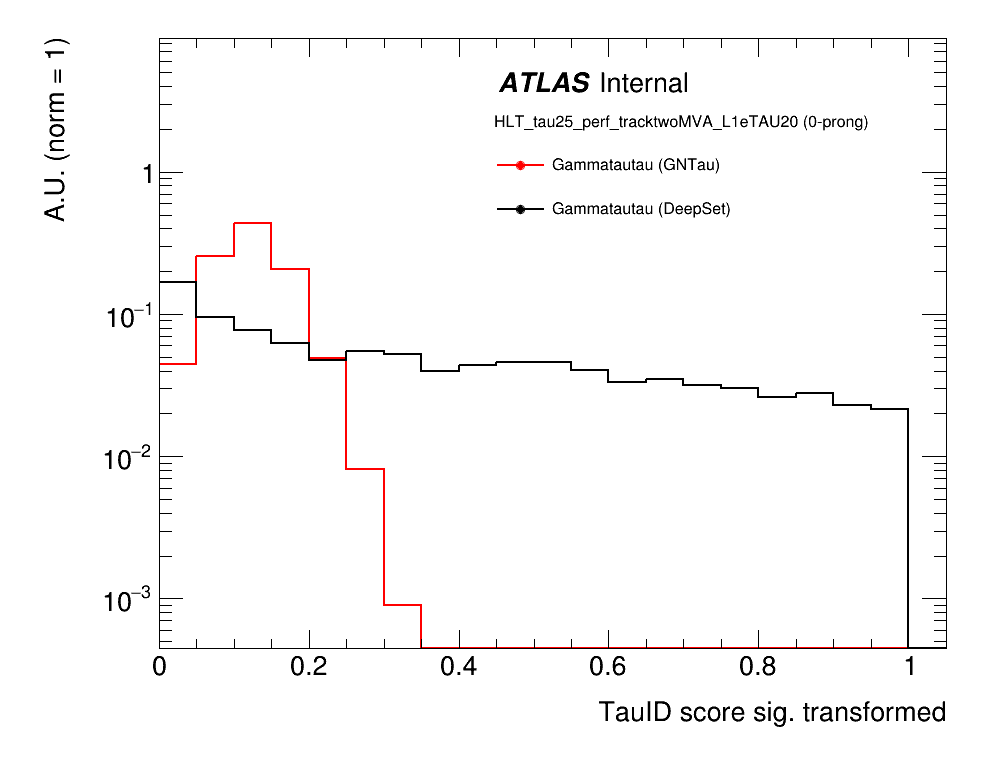 A.U. (norm = 1)
ATLAS Internal
HLT_tau25_perf_tracktwoMVA_L1eTAU20 (0-prong)
Gammatautau (GNTau)
Gammatautau (DeepSet)
1
10⁻¹
10⁻²
10⁻³
0 0.2 0.4 0.6 0.8 1
TauID score sig. transformed